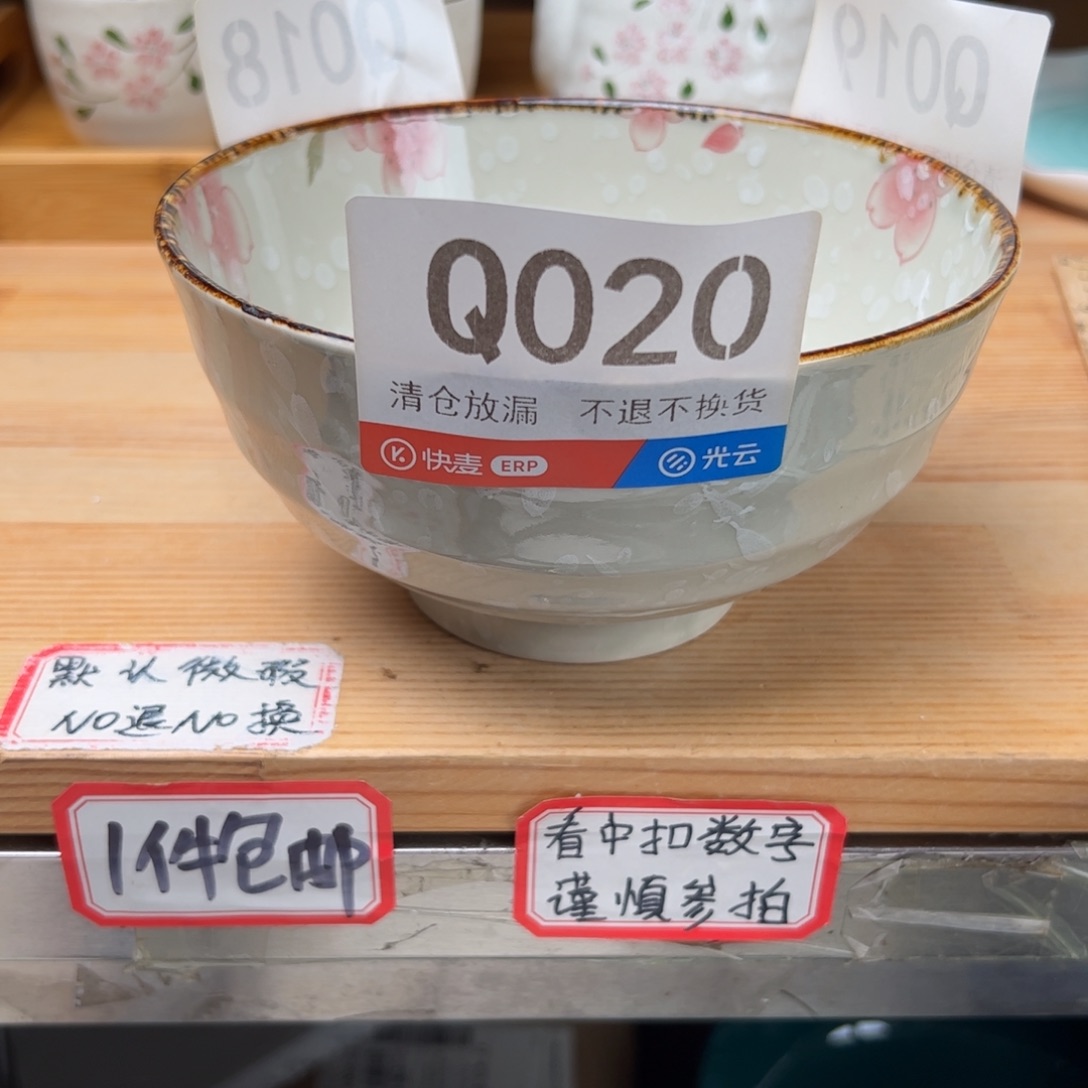 Q018
Q019
Q020
清仓放漏 不退不换货
快麦 ERP 光云
默认微瑕
NO退NO换
1件包邮
看中扣数字
谨慎参拍